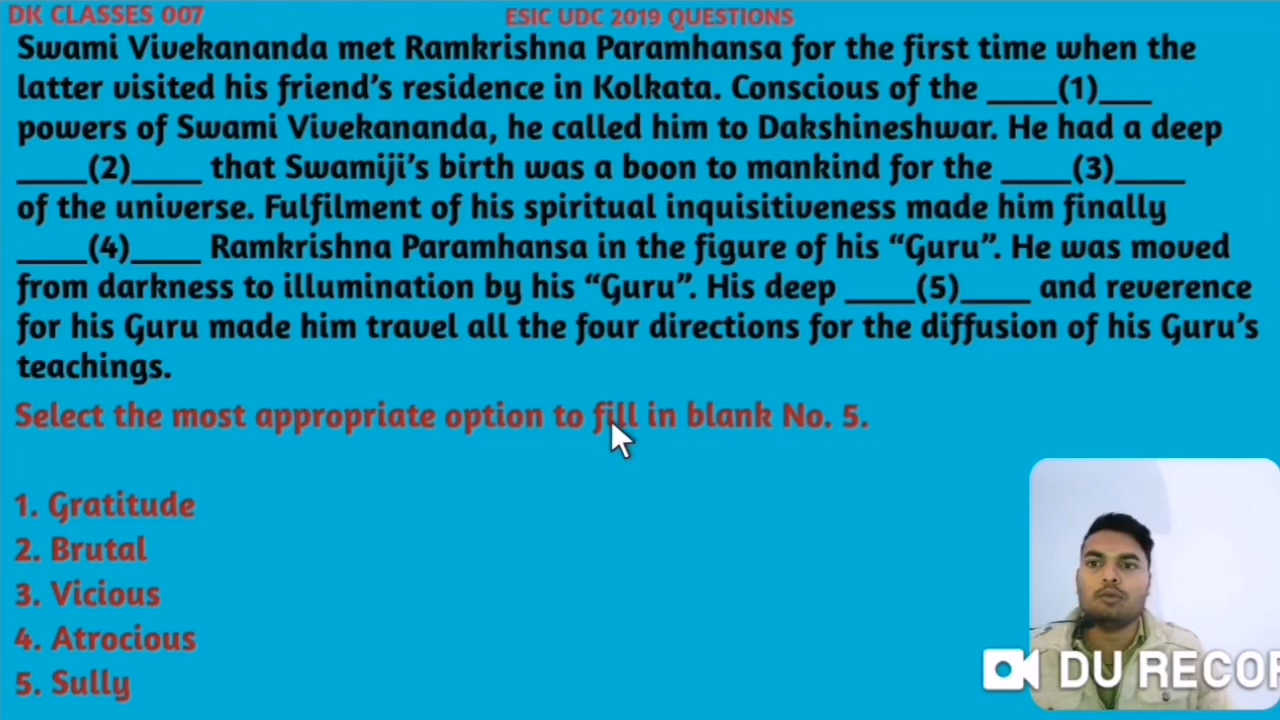 DK CLASSES 007
ESIC UDC 2019 QUESTIONS
Swami Vivekananda met Ramkrishna Paramhansa for the first time when the
latter visited his friend's residence in Kolkata. Conscious of the ____(1)___
powers of Swami Vivekananda, he called him to Dakshineshwar. He had a deep
____(2)____ that Swamiji's birth was a boon to mankind for the ____(3)____
of the universe. Fulfilment of his spiritual inquisitiveness made him finally
____(4)____ Ramkrishna Paramhansa in the figure of his "Guru". He was moved
from darkness to illumination by his "Guru". His deep ____(5)____ and reverence
for his Guru made him travel all the four directions for the diffusion of his Guru's
teachings.
Select the most appropriate option to fill in blank No. 5.
1. Gratitude
2. Brutal
3. Vicious
4. Atrocious
5. Sully
DU RECOR